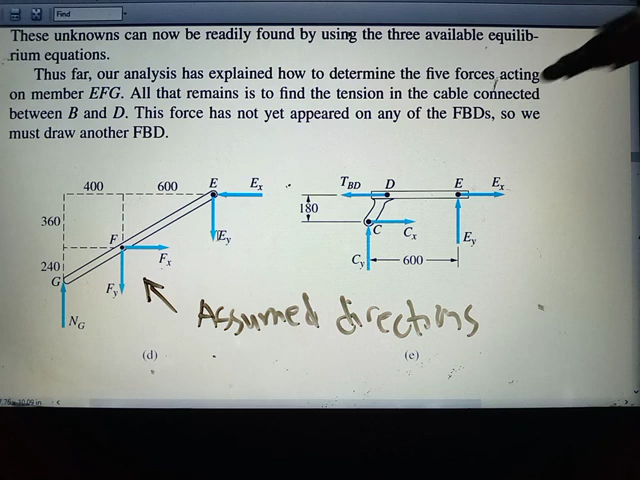 Find
These unknowns can now be readily found by using the three available equilib-
rium equations.
Thus far, our analysis has explained how to determine the five forces acting
on member EFG. All that remains is to find the tension in the cable connected
between B and D. This force has not yet appeared on any of the FBDs, so we
must draw another FBD.
400 600 E Ex
360
Ey
F
Fx
240
G
Fy
NG
(d)
TBD D E Ex
180
C Cx
Ey
Cy 600
Assumed directions
(e)